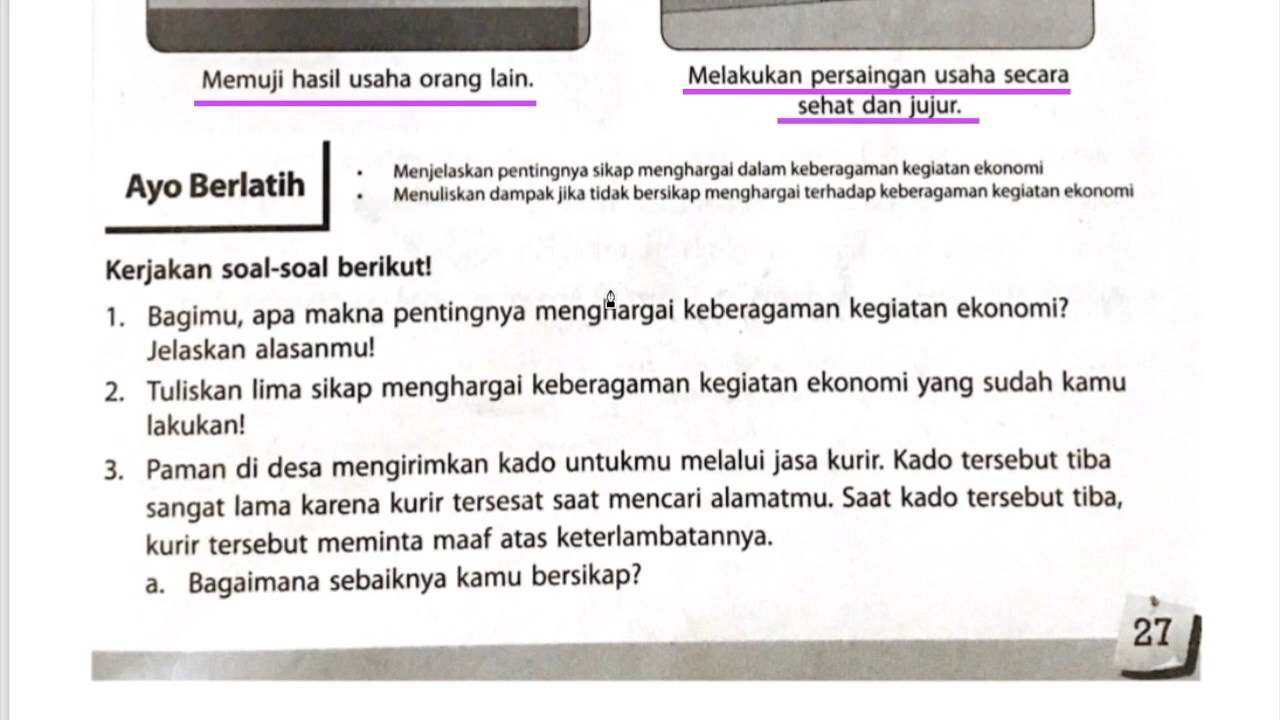 Memuji hasil usaha orang lain.
Melakukan persaingan usaha secara
sehat dan jujur.
Ayo Berlatih
• Menjelaskan pentingnya sikap menghargai dalam keberagaman kegiatan ekonomi
• Menuliskan dampak jika tidak bersikap menghargai terhadap keberagaman kegiatan ekonomi
Kerjakan soal-soal berikut!
1. Bagimu, apa makna pentingnya menghargai keberagaman kegiatan ekonomi?
Jelaskan alasanmu!
2. Tuliskan lima sikap menghargai keberagaman kegiatan ekonomi yang sudah kamu
lakukan!
3. Paman di desa mengirimkan kado untukmu melalui jasa kurir. Kado tersebut tiba
sangat lama karena kurir tersesat saat mencari alamatmu. Saat kado tersebut tiba,
kurir tersebut meminta maaf atas keterlambatannya.
a. Bagaimana sebaiknya kamu bersikap?
27